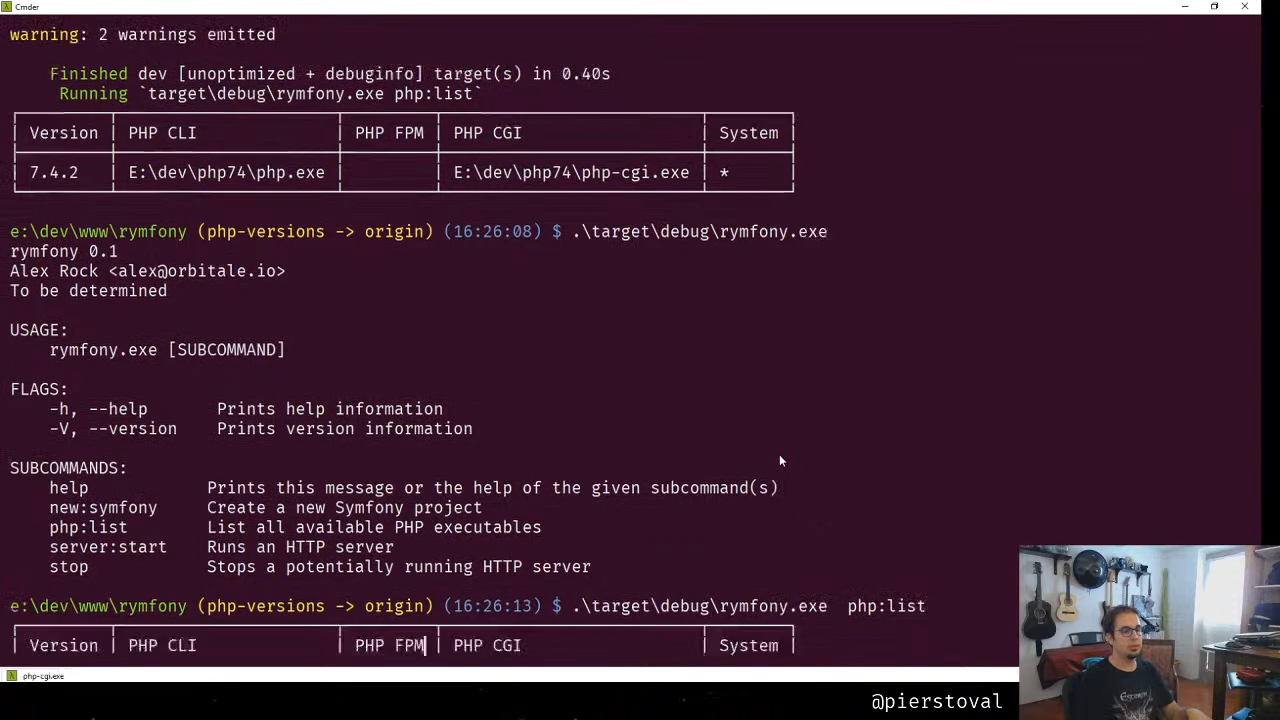 Cmder
warning: 2 warnings emitted
Finished dev [unoptimized + debuginfo] target(s) in 0.40s
Running `target\debug\rymfony.exe php:list`
Version PHP CLI PHP FPM PHP CGI System
7.4.2 E:\dev\php74\php.exe E:\dev\php74\php-cgi.exe *
e:\dev\www\rymfony (php-versions -> origin) (16:26:08) $ .\target\debug\rymfony.exe
rymfony 0.1
Alex Rock <alex@orbitale.io>
To be determined
USAGE:
rymfony.exe [SUBCOMMAND]
FLAGS:
-h, --help Prints help information
-V, --version Prints version information
SUBCOMMANDS:
help Prints this message or the help of the given subcommand(s)
new:symfony Create a new Symfony project
php:list List all available PHP executables
server:start Runs an HTTP server
stop Stops a potentially running HTTP server
e:\dev\www\rymfony (php-versions -> origin) (16:26:13) $ .\target\debug\rymfony.exe php:list
Version PHP CLI PHP FPM PHP CGI System
php-cgi.exe
@pierstoval